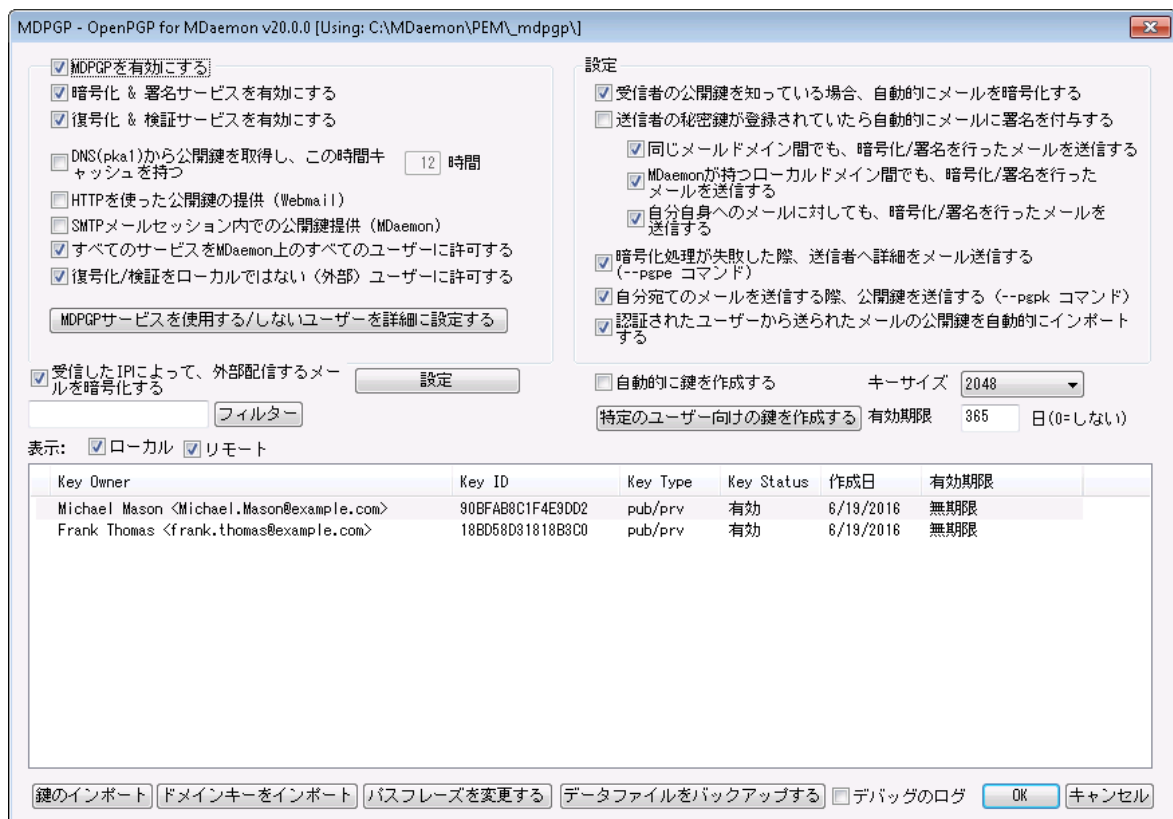 MDPGP - OpenPGP for MDaemon v20.0.0 [Using: C:\MDaemon\PEM\_mdpgp\]
MDPGPを有効にする
暗号化 & 署名サービスを有効にする
復号化 & 検証サービスを有効にする
DNS(pka1)から公開鍵を取得し、この時間キ
ャッシュを持つ
12 時間
HTTPを使った公開鍵の提供 (Webmail)
SMTPメールセッション内での公開鍵提供 (MDaemon)
すべてのサービスをMDaemon上のすべてのユーザーに許可する
復号化/検証をローカルではない（外部）ユーザーに許可する
MDPGPサービスを使用する/しないユーザーを詳細に設定する
設定
受信者の公開鍵を知っている場合、自動的にメールを暗号化する
送信者の秘密鍵が登録されていたら自動的にメールに署名を付与する
同じメールドメイン間でも、暗号化/署名を行ったメールを送信する
MDaemonが持つローカルドメイン間でも、暗号化/署名を行った
メールを送信する
自分自身へのメールに対しても、暗号化/署名を行ったメールを
送信する
暗号化処理が失敗した際、送信者へ詳細をメール送信する
(--pgpe コマンド)
自分宛てのメールを送信する際、公開鍵を送信する (--pgpk コマンド)
認証されたユーザーから送られたメールの公開鍵を自動的にインポート
する
受信したIPによって、外部配信するメー
ルを暗号化する
設定
フィルター
自動的に鍵を作成する キーサイズ 2048
特定のユーザー向けの鍵を作成する 有効期限 365 日(0=しない)
表示: ローカル リモート
Key Owner Key ID Key Type Key Status 作成日 有効期限
Michael Mason <Michael.Mason@example.com> 90BFAB8C1F4E9DD2 pub/prv 有効 6/19/2016 無期限
Frank Thomas <frank.thomas@example.com> 18BD58D31818B3C0 pub/prv 有効 6/19/2016 無期限
鍵のインポート ドメインキーをインポート パスフレーズを変更する データファイルをバックアップする デバッグのログ OK キャンセル